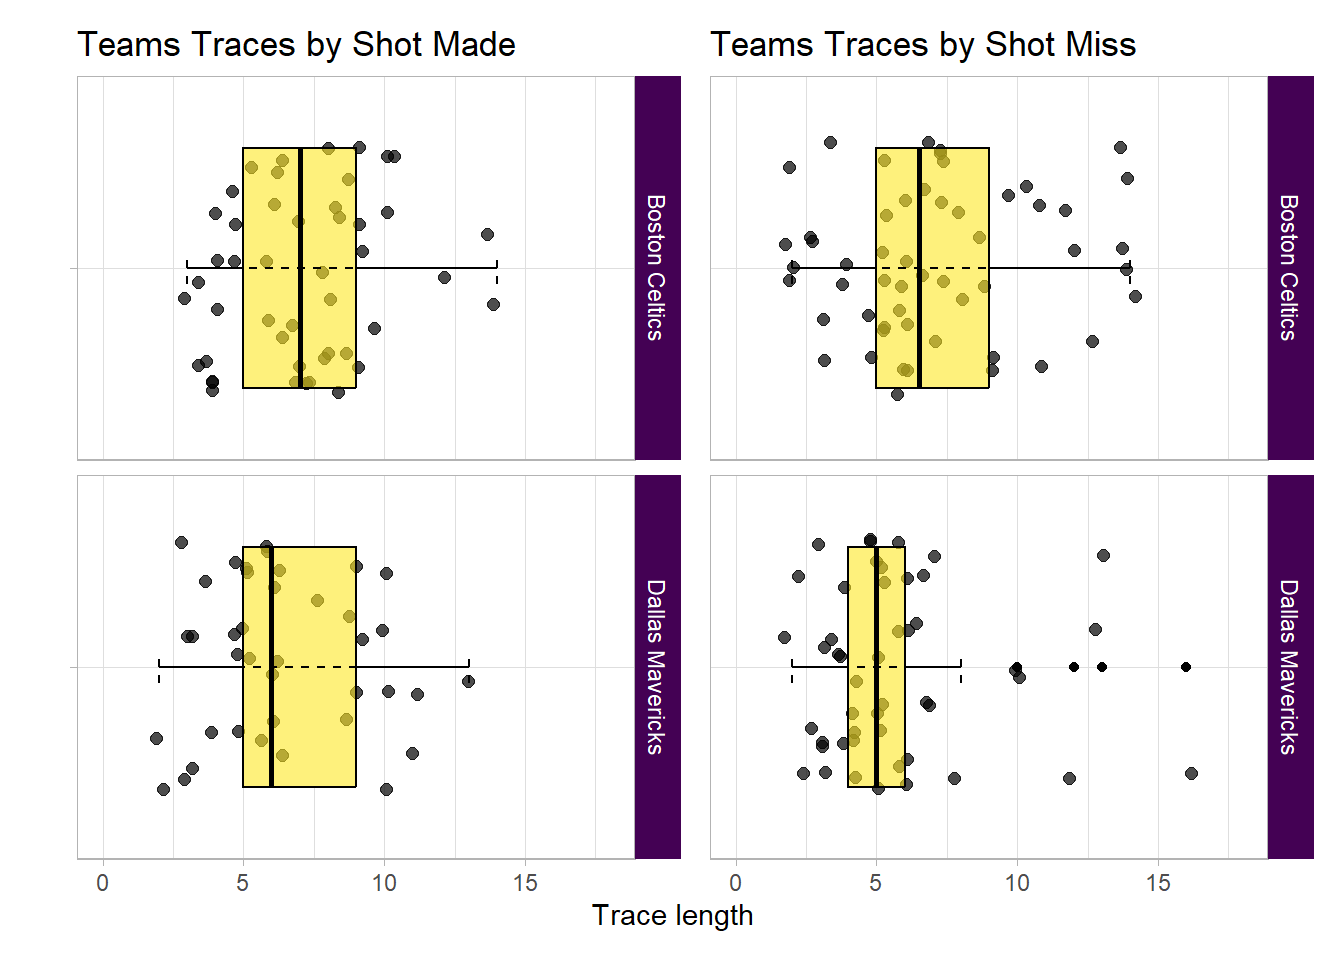 Teams Traces by Shot Made
Teams Traces by Shot Miss
Boston Celtics
Boston Celtics
Dallas Mavericks
Dallas Mavericks
0 5 10 15
0 5 10 15
Trace length